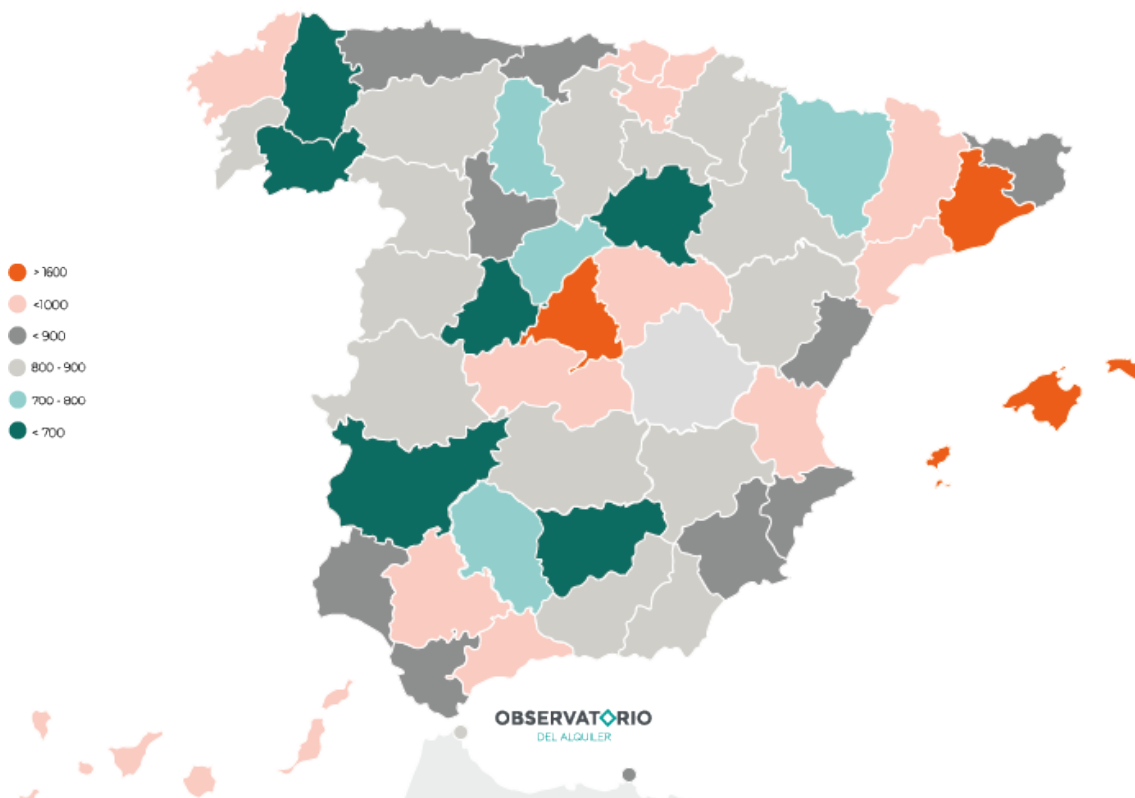 > 1600
<1000
< 900
800 - 900
700 - 800
< 700
OBSERVATORIO
DEL ALQUILER